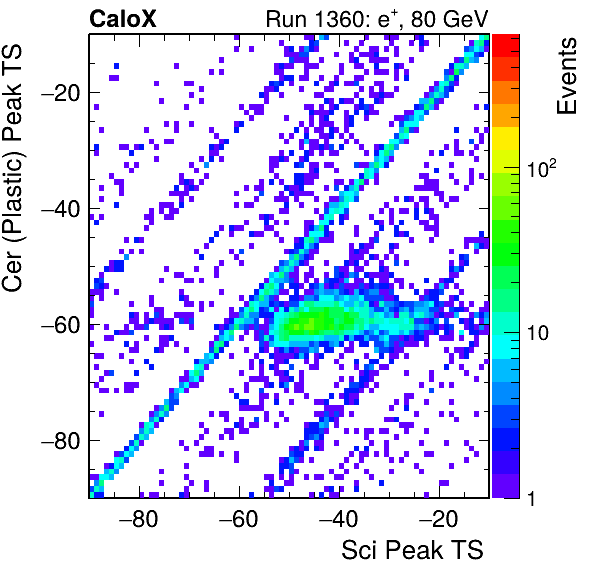 CaloX Run 1360: e⁺, 80 GeV
Cer (Plastic) Peak TS
−20
−40
−60
−80
−80 −60 −40 −20
Sci Peak TS
Events
10²
10
1